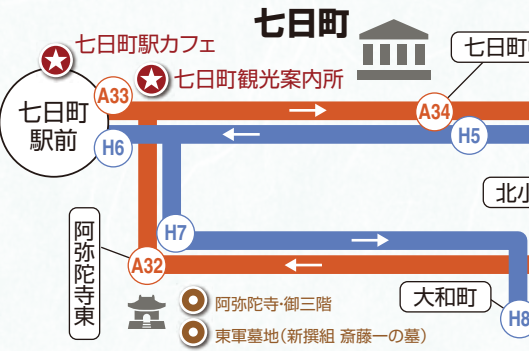 七日町
七日町駅カフェ
七日町観光案内所
七日町
七日町
駅前
A33
A34
H6
H5
北小
H7
阿弥陀寺東
A32
大和町
H8
阿弥陀寺・御三階
東軍墓地(新撰組 斎藤一の墓)